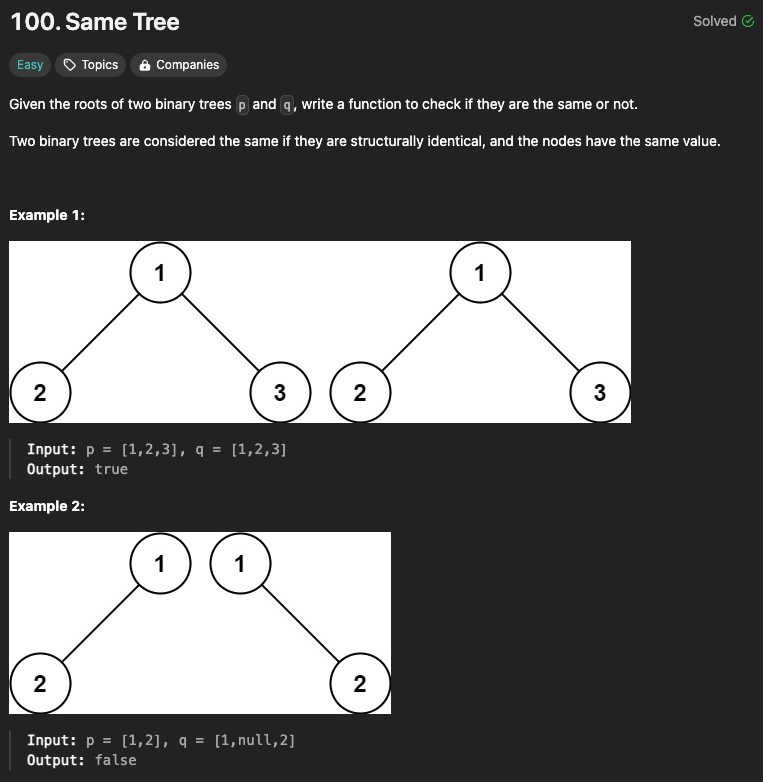 100. Same Tree
Solved
Easy
Topics
Companies
Given the roots of two binary trees p and q, write a function to check if they are the same or not.
Two binary trees are considered the same if they are structurally identical, and the nodes have the same value.
Example 1:
1
1
2
3
2
3
Input: p = [1,2,3], q = [1,2,3]
Output: true
Example 2:
1
1
2
2
Input: p = [1,2], q = [1,null,2]
Output: false